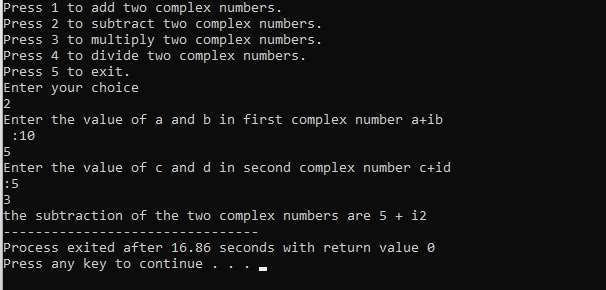 Press 1 to add two complex numbers.
Press 2 to subtract two complex numbers.
Press 3 to multiply two complex numbers.
Press 4 to divide two complex numbers.
Press 5 to exit.
Enter your choice
2
Enter the value of a and b in first complex number a+ib
 :10
5
Enter the value of c and d in second complex number c+id
:5
3
the subtraction of the two complex numbers are 5 + i2
--------------------------------
Process exited after 16.86 seconds with return value 0
Press any key to continue . . .